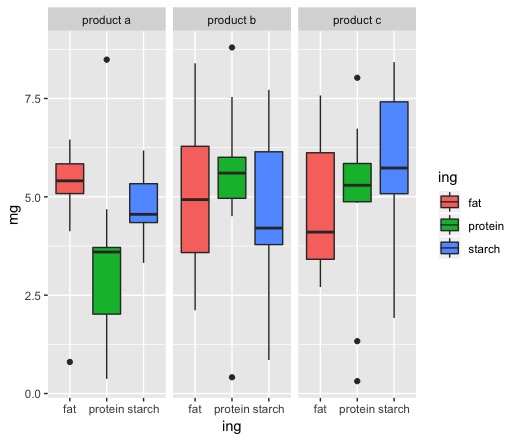 product a product b product c
7.5
5.0
2.5
0.0
mg
fat protein starch fat protein starch fat protein starch
ing
ing
fat
protein
starch